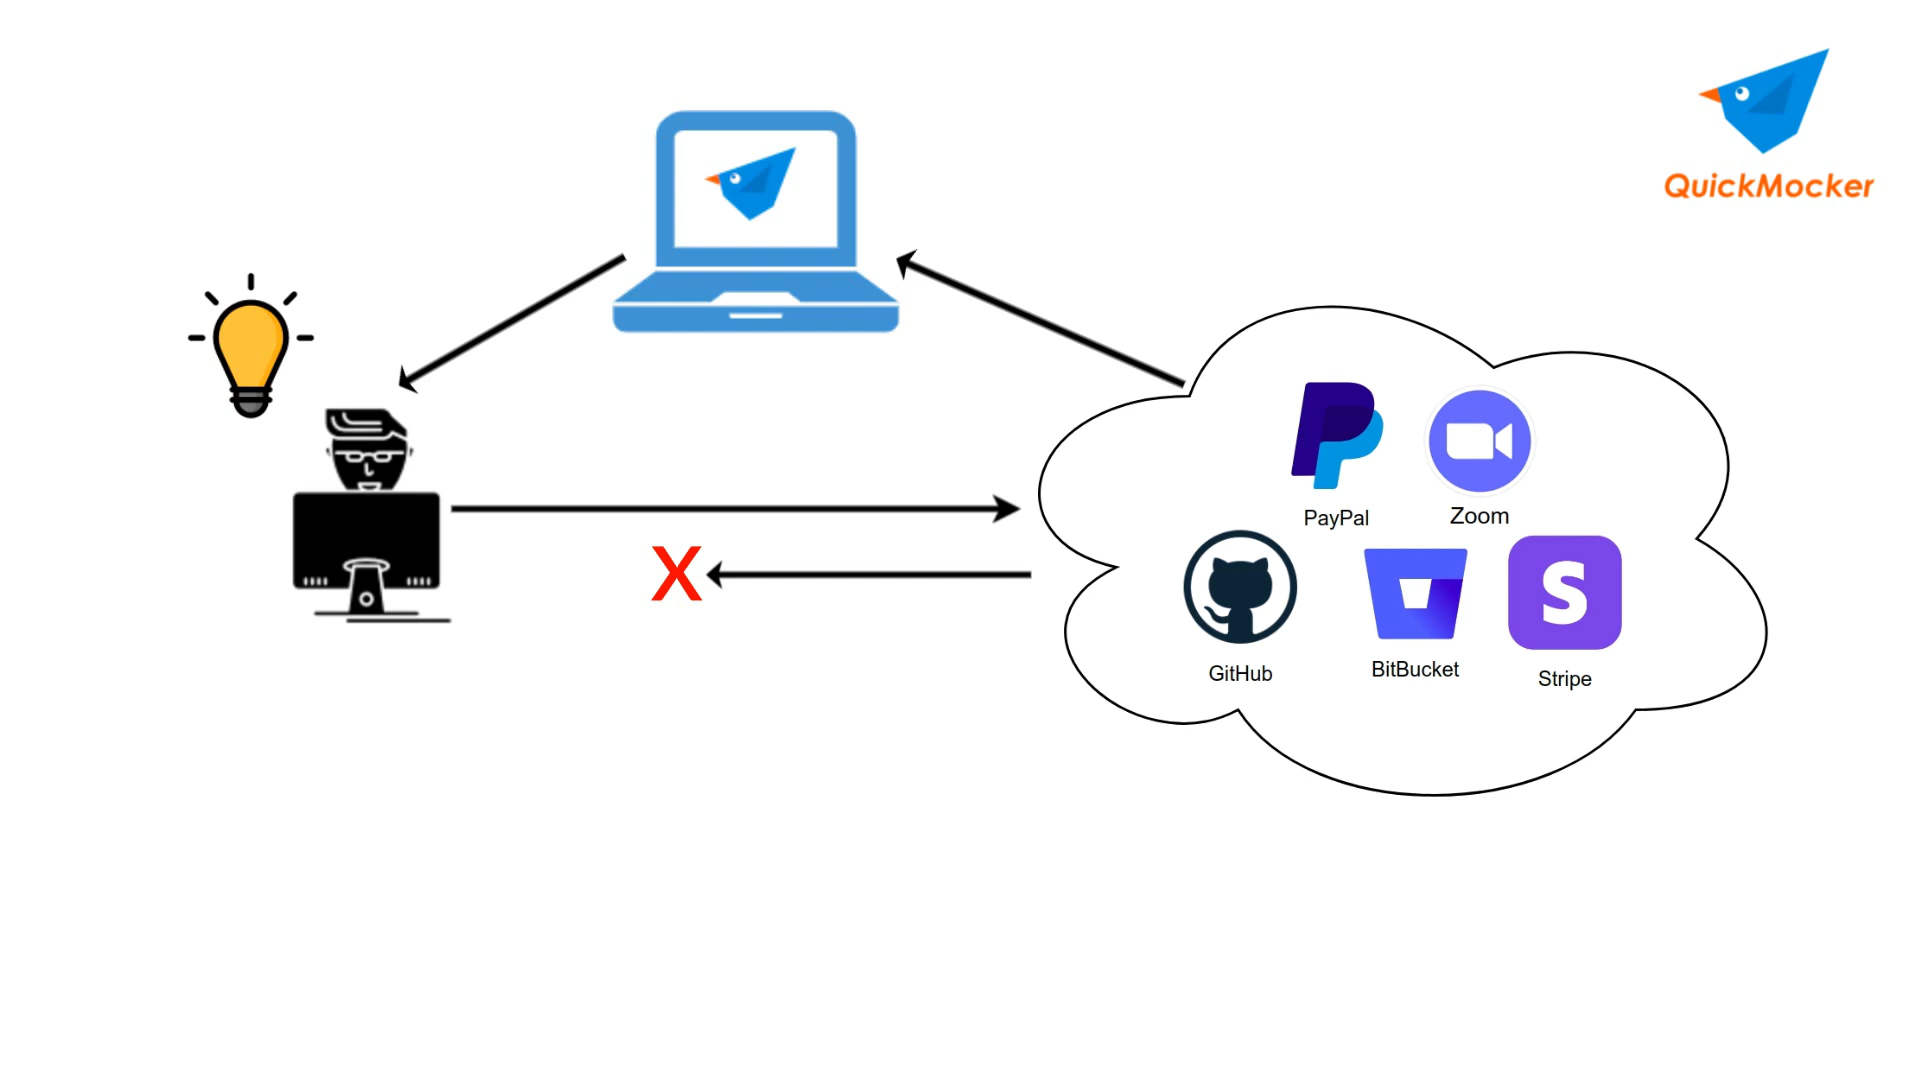 QuickMocker
PayPal
Zoom
X
GitHub
BitBucket
S
Stripe